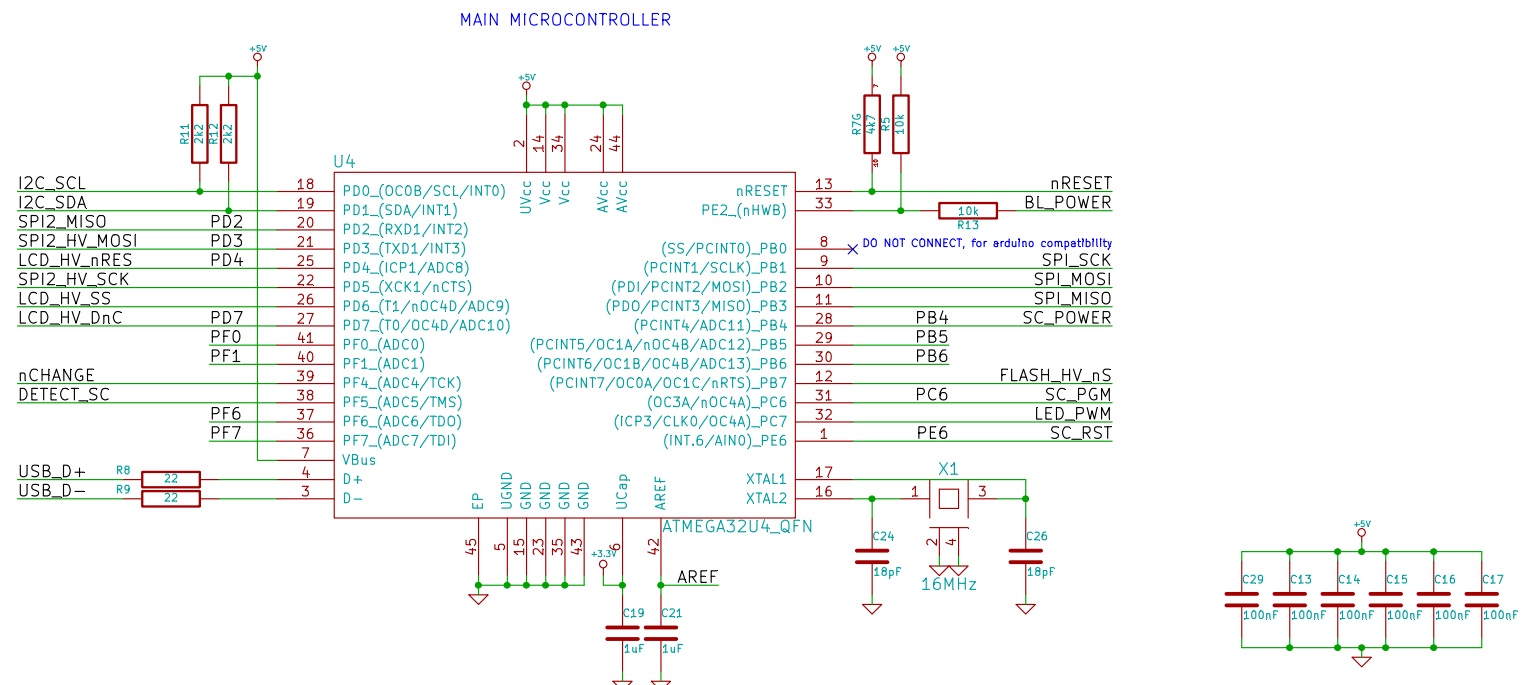 MAIN MICROCONTROLLER
+5V
+5V
+5V
+5V
R11
2k2
R12
2k2
2
14
34
24
44
R7G
4k7
7
10
R5
10k
U4
I2C_SCL 18 PD0_(OC0B/SCL/INT0) UVcc Vcc Vcc AVcc AVcc nRESET 13 nRESET
I2C_SDA 19 PD1_(SDA/INT1) PE2_(nHWB) 33 10k BL_POWER
R13
SPI2_MISO PD2 20 PD2_(RXD1/INT2)
SPI2_HV_MOSI PD3 21 PD3_(TXD1/INT3) (SS/PCINT0)_PB0 8 DO NOT CONNECT, for arduino compatibility
LCD_HV_nRES PD4 25 PD4_(ICP1/ADC8) (PCINT1/SCLK)_PB1 9 SPI_SCK
SPI2_HV_SCK 22 PD5_(XCK1/nCTS) (PDI/PCINT2/MOSI)_PB2 10 SPI_MOSI
LCD_HV_SS 26 PD6_(T1/nOC4D/ADC9) (PDO/PCINT3/MISO)_PB3 11 SPI_MISO
LCD_HV_DnC PD7 27 PD7_(T0/OC4D/ADC10) (PCINT4/ADC11)_PB4 28 PB4 SC_POWER
PF0 41 PF0_(ADC0) (PCINT5/OC1A/nOC4B/ADC12)_PB5 29 PB5
PF1 40 PF1_(ADC1) (PCINT6/OC1B/OC4B/ADC13)_PB6 30 PB6
nCHANGE 39 PF4_(ADC4/TCK) (PCINT7/OC0A/OC1C/nRTS)_PB7 12 FLASH_HV_nS
DETECT_SC 38 PF5_(ADC5/TMS) (OC3A/nOC4A)_PC6 31 PC6 SC_PGM
PF6 37 PF6_(ADC6/TDO) (iCP3/CLK0/OC4A)_PC7 32 LED_PWM
PF7 36 PF7_(ADC7/TDI) (INT.6/AIN0)_PE6 1 PE6 SC_RST
7 VBus
USB_D+ R8 22 4 D+ XTAL1 17 X1
USB_D- R9 22 3 D- XTAL2 16 1 3
EP UGND GND GND GND GND UCap AREF
ATMEGA32U4_QFN
45 5 15 23 35 43 6 42
+3.3V
AREF
C24
18pF
2 4
16MHz
C26
18pF
C19
1uF
C21
1uF
+5V
C29 C13 C14 C15 C16 C17
100nF 100nF 100nF 100nF 100nF 100nF